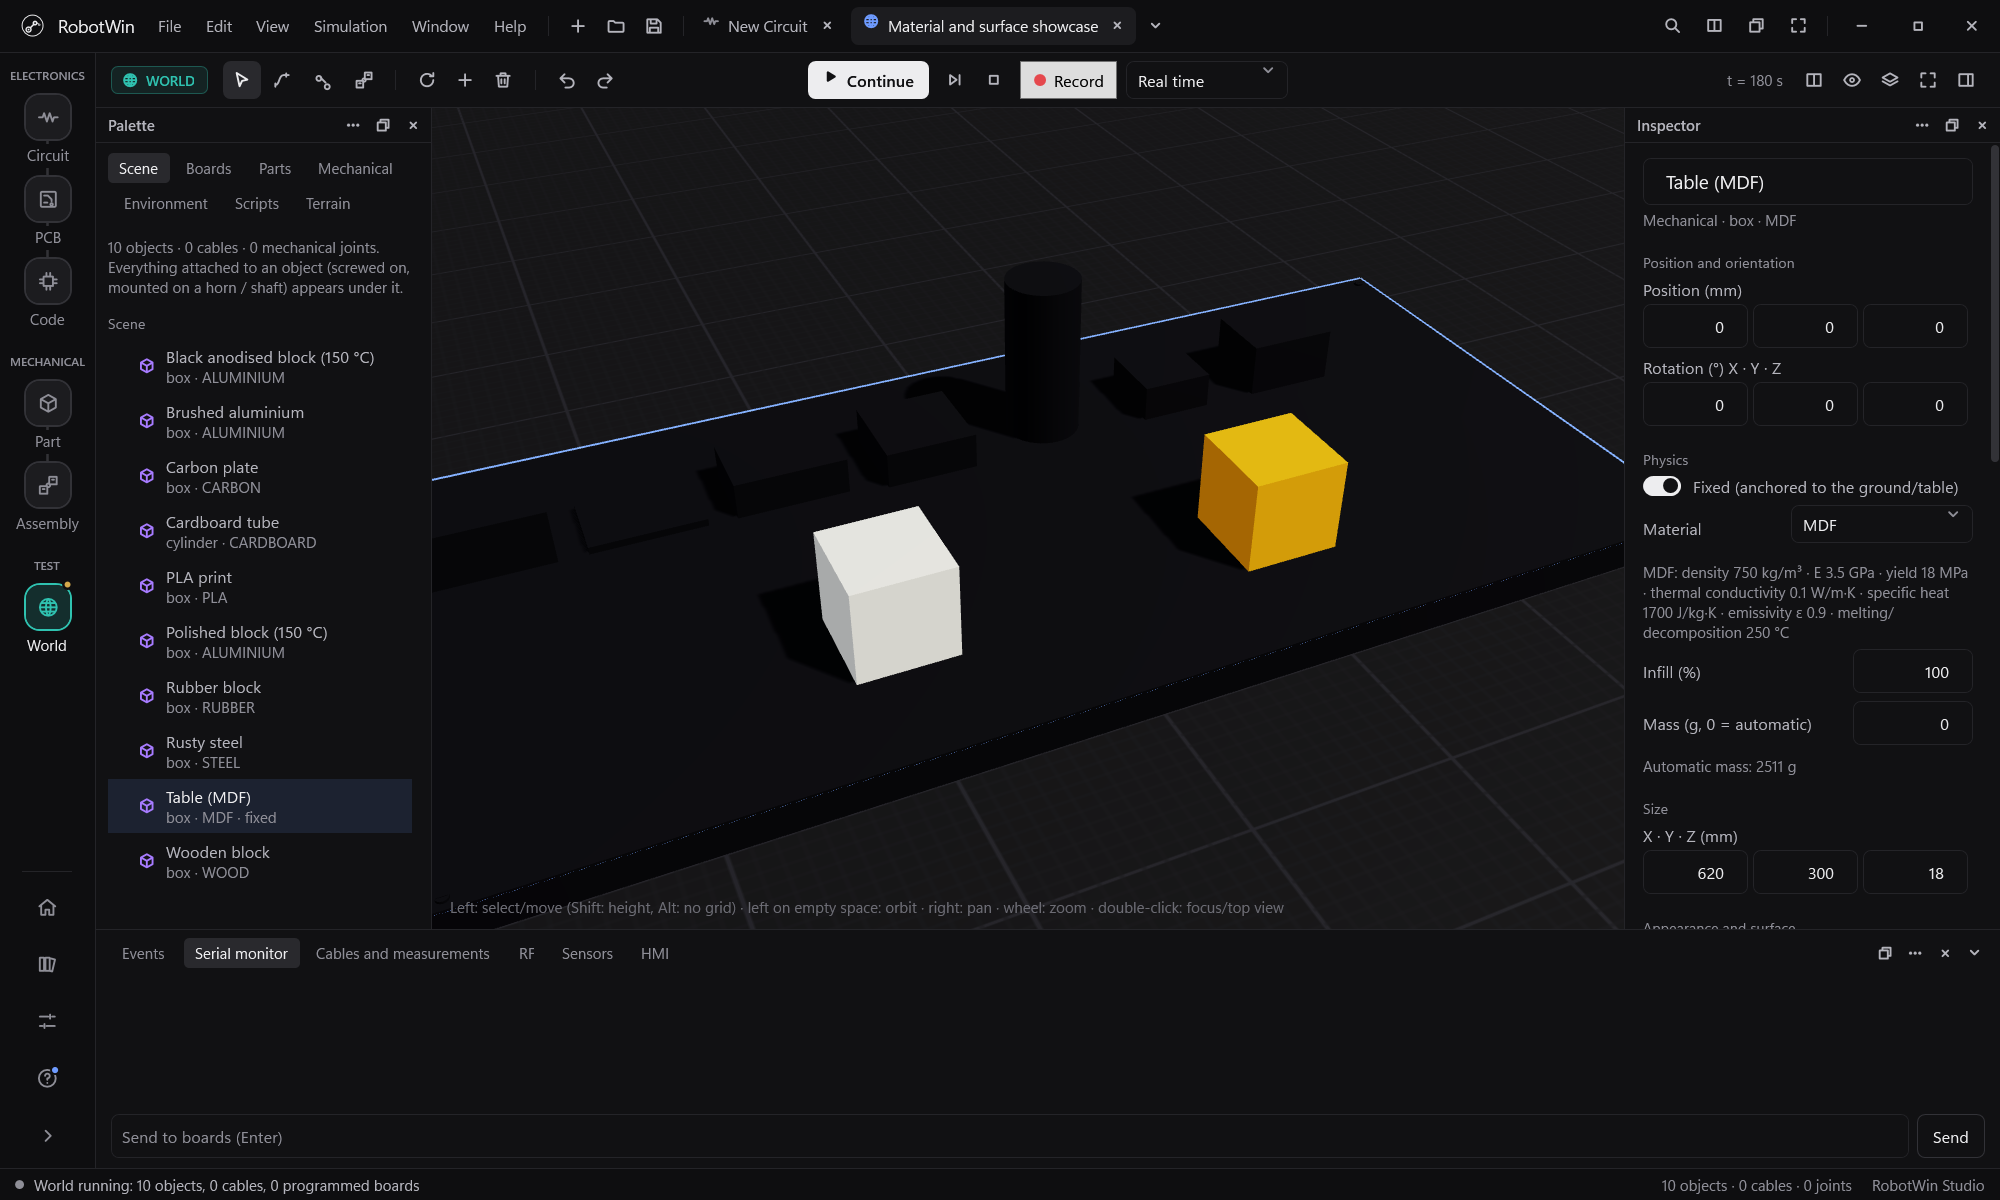 RobotWin File Edit View Simulation Window Help New Circuit Material and surface showcase
WORLD Continue Record Real time t = 180 s
ELECTRONICS
Circuit
PCB
Code
MECHANICAL
Part
Assembly
TEST
World
Palette
Scene Boards Parts Mechanical
Environment Scripts Terrain
10 objects · 0 cables · 0 mechanical joints.
Everything attached to an object (screwed on,
mounted on a horn / shaft) appears under it.
Scene
Black anodised block (150 °C)
box · ALUMINIUM
Brushed aluminium
box · ALUMINIUM
Carbon plate
box · CARBON
Cardboard tube
cylinder · CARDBOARD
PLA print
box · PLA
Polished block (150 °C)
box · ALUMINIUM
Rubber block
box · RUBBER
Rusty steel
box · STEEL
Table (MDF)
box · MDF · fixed
Wooden block
box · WOOD
Left: select/move (Shift: height, Alt: no grid) · left on empty space: orbit · right: pan · wheel: zoom · double-click: focus/top view
Inspector
Table (MDF)
Mechanical · box · MDF
Position and orientation
Position (mm)
0 0 0
Rotation (°) X · Y · Z
0 0 0
Physics
Fixed (anchored to the ground/table)
Material MDF
MDF: density 750 kg/m³ · E 3.5 GPa · yield 18 MPa
· thermal conductivity 0.1 W/m·K · specific heat
1700 J/kg·K · emissivity ε 0.9 · melting/
decomposition 250 °C
Infill (%) 100
Mass (g, 0 = automatic) 0
Automatic mass: 2511 g
Size
X · Y · Z (mm)
620 300 18
Appearance and surface
Events Serial monitor Cables and measurements RF Sensors HMI
Send to boards (Enter) Send
World running: 10 objects, 0 cables, 0 programmed boards 10 objects · 0 cables · 0 joints RobotWin Studio